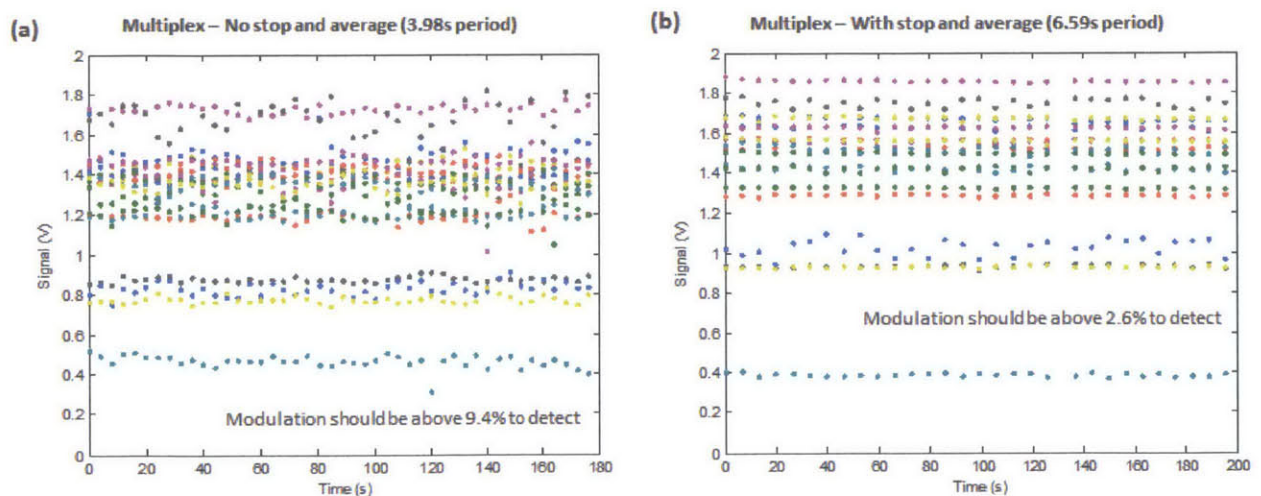 (a)
Multiplex – No stop and average (3.98s period)
2
1.8
1.6
1.4
1.2
1
0.8
0.6
0.4
0.2
0
Signal (V)
Modulation should be above 9.4% to detect
0 20 40 60 80 100 120 140 160 180
Time (s)
(b)
Multiplex – With stop and average (6.59s period)
2
1.8
1.6
1.4
1.2
1
0.8
0.6
0.4
0.2
0
Signal (V)
Modulation should be above 2.6% to detect
0 20 40 60 80 100 120 140 160 180 200
Time (s)